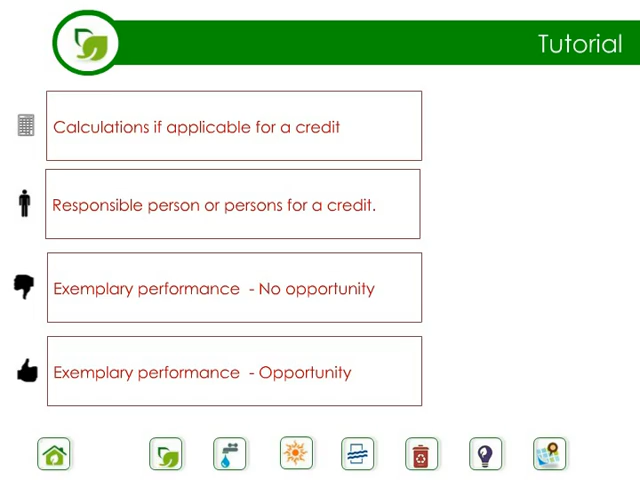 Tutorial
Calculations if applicable for a credit
Responsible person or persons for a credit.
Exemplary performance  - No opportunity
Exemplary performance  - Opportunity